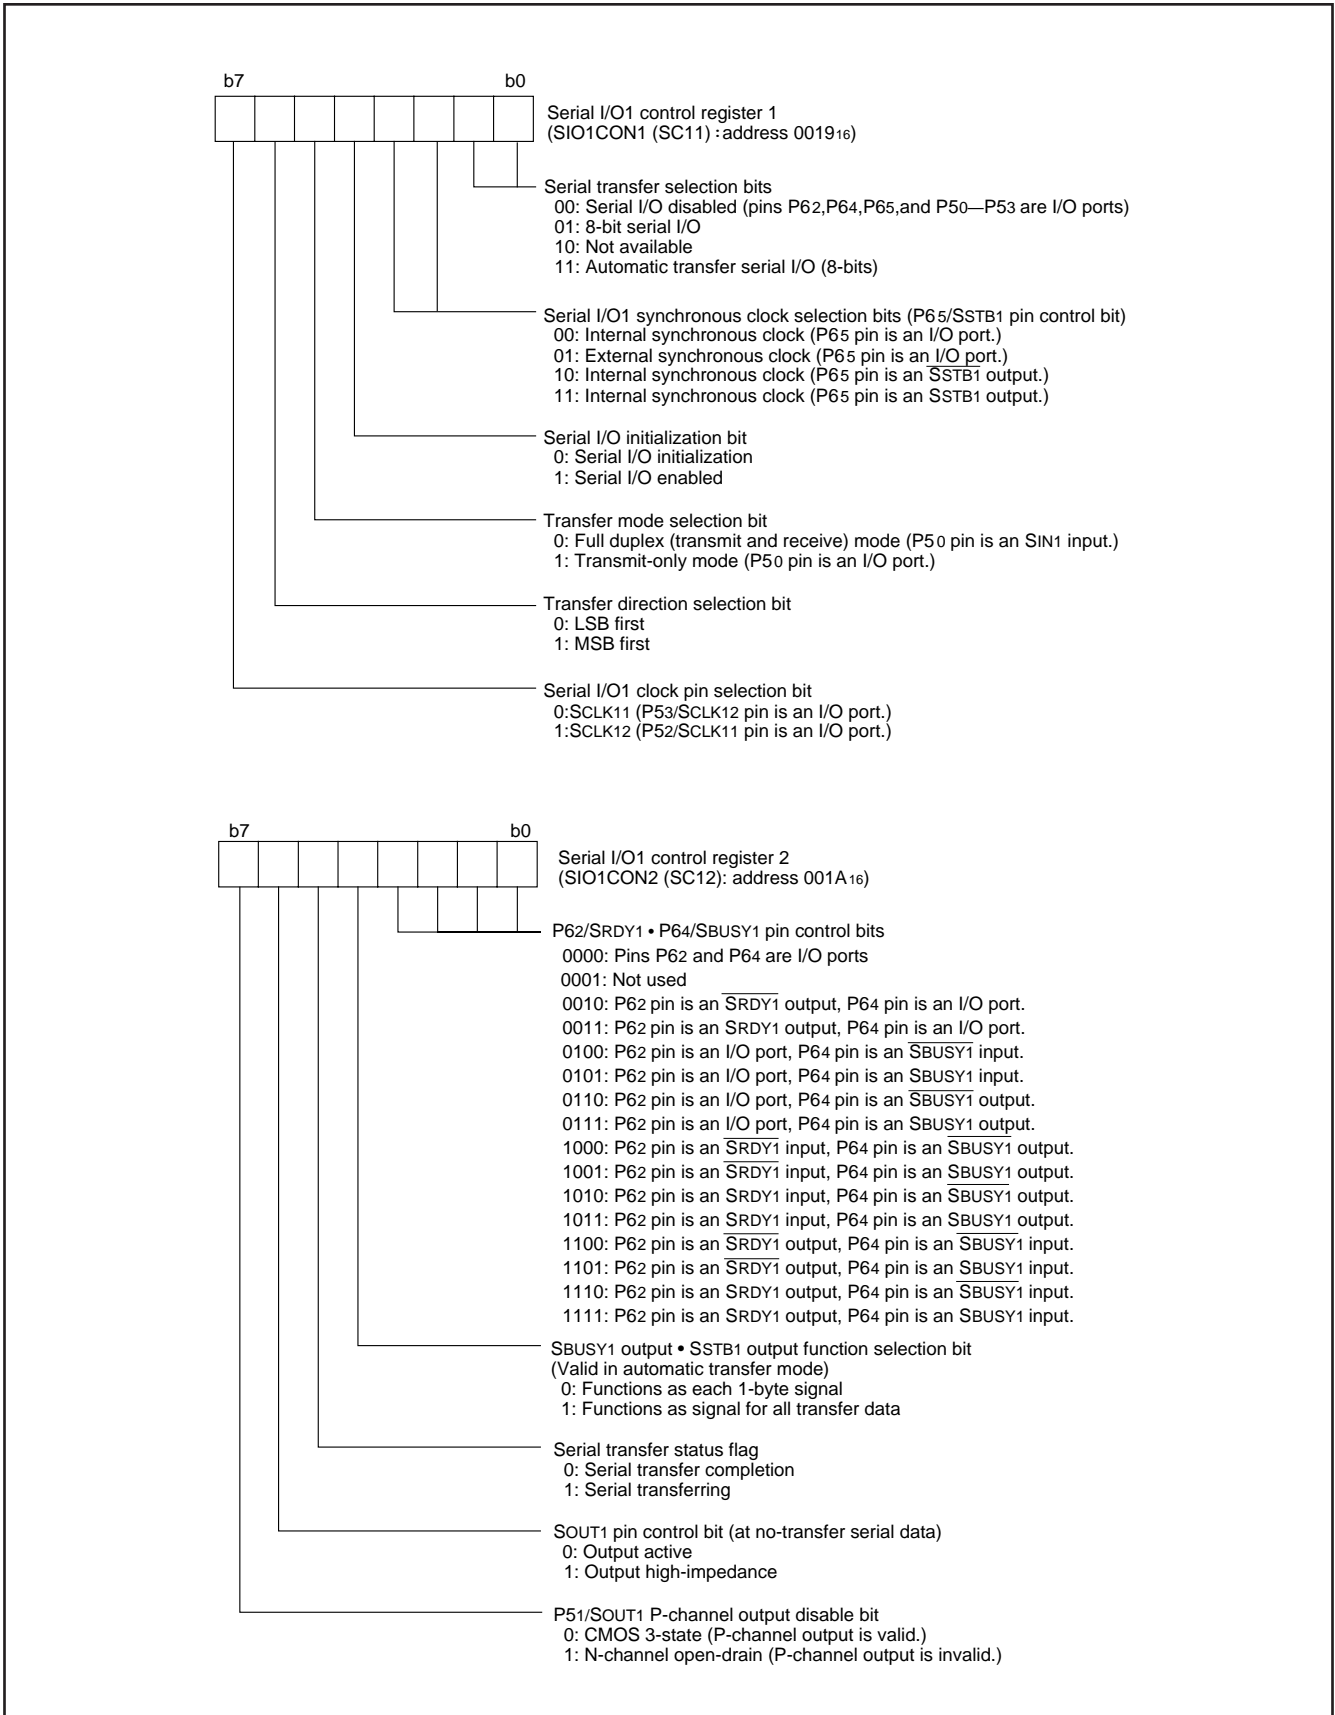 b7 b0
Serial I/O1 control register 1
(SIO1CON1 (SC11) : address 001916)
Serial transfer selection bits
00: Serial I/O disabled (pins P62,P64,P65,and P50—P53 are I/O ports)
01: 8-bit serial I/O
10: Not available
11: Automatic transfer serial I/O (8-bits)
Serial I/O1 synchronous clock selection bits (P65/SSTB1 pin control bit)
00: Internal synchronous clock (P65 pin is an I/O port.)
01: External synchronous clock (P65 pin is an I/O port.)
10: Internal synchronous clock (P65 pin is an S̅S̅T̅B̅1̅ output.)
11: Internal synchronous clock (P65 pin is an SSTB1 output.)
Serial I/O initialization bit
0: Serial I/O initialization
1: Serial I/O enabled
Transfer mode selection bit
0: Full duplex (transmit and receive) mode (P50 pin is an SIN1 input.)
1: Transmit-only mode (P50 pin is an I/O port.)
Transfer direction selection bit
0: LSB first
1: MSB first
Serial I/O1 clock pin selection bit
0:SCLK11 (P53/SCLK12 pin is an I/O port.)
1:SCLK12 (P52/SCLK11 pin is an I/O port.)
b7 b0
Serial I/O1 control register 2
(SIO1CON2 (SC12): address 001A16)
P62/SRDY1 • P64/SBUSY1 pin control bits
0000: Pins P62 and P64 are I/O ports
0001: Not used
0010: P62 pin is an S̅R̅D̅Y̅1̅ output, P64 pin is an I/O port.
0011: P62 pin is an SRDY1 output, P64 pin is an I/O port.
0100: P62 pin is an I/O port, P64 pin is an S̅B̅U̅S̅Y̅1̅ input.
0101: P62 pin is an I/O port, P64 pin is an SBUSY1 input.
0110: P62 pin is an I/O port, P64 pin is an S̅B̅U̅S̅Y̅1̅ output.
0111: P62 pin is an I/O port, P64 pin is an SBUSY1 output.
1000: P62 pin is an S̅R̅D̅Y̅1̅ input, P64 pin is an S̅B̅U̅S̅Y̅1̅ output.
1001: P62 pin is an S̅R̅D̅Y̅1̅ input, P64 pin is an SBUSY1 output.
1010: P62 pin is an SRDY1 input, P64 pin is an S̅B̅U̅S̅Y̅1̅ output.
1011: P62 pin is an SRDY1 input, P64 pin is an SBUSY1 output.
1100: P62 pin is an S̅R̅D̅Y̅1̅ output, P64 pin is an S̅B̅U̅S̅Y̅1̅ input.
1101: P62 pin is an S̅R̅D̅Y̅1̅ output, P64 pin is an SBUSY1 input.
1110: P62 pin is an SRDY1 output, P64 pin is an S̅B̅U̅S̅Y̅1̅ input.
1111: P62 pin is an SRDY1 output, P64 pin is an SBUSY1 input.
SBUSY1 output • SSTB1 output function selection bit
(Valid in automatic transfer mode)
0: Functions as each 1-byte signal
1: Functions as signal for all transfer data
Serial transfer status flag
0: Serial transfer completion
1: Serial transferring
SOUT1 pin control bit (at no-transfer serial data)
0: Output active
1: Output high-impedance
P51/SOUT1 P-channel output disable bit
0: CMOS 3-state (P-channel output is valid.)
1: N-channel open-drain (P-channel output is invalid.)